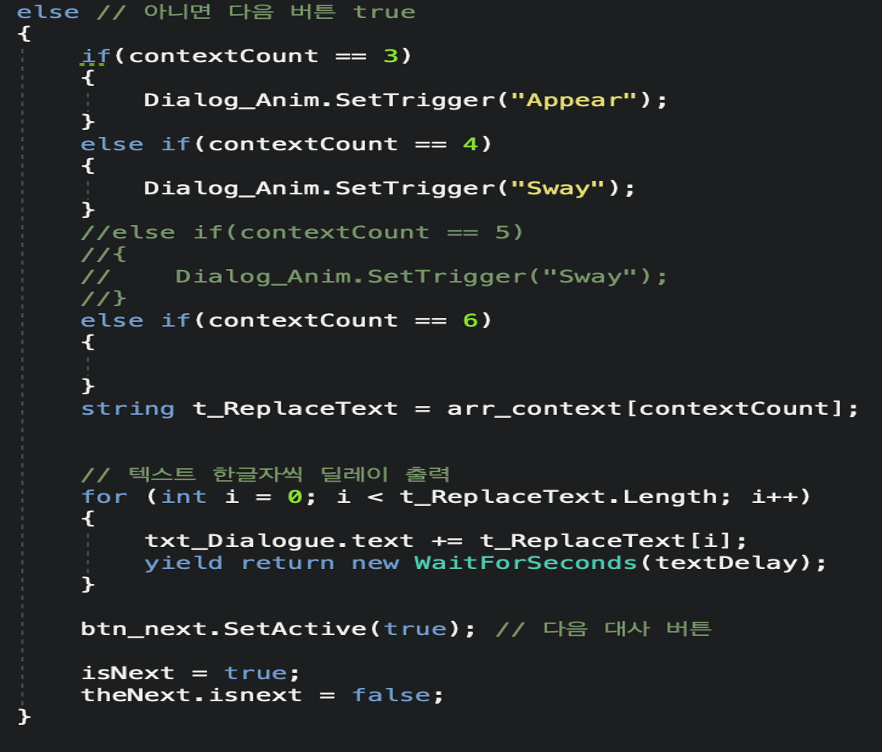 else // 아니면 다음 버튼 true
{
    if(contextCount == 3)
    {
        Dialog_Anim.SetTrigger("Appear");
    }
    else if(contextCount == 4)
    {
        Dialog_Anim.SetTrigger("Sway");
    }
    //else if(contextCount == 5)
    //{
    //    Dialog_Anim.SetTrigger("Sway");
    //}
    else if(contextCount == 6)
    {

    }
    string t_ReplaceText = arr_context[contextCount];


    // 텍스트 한글자씩 딜레이 출력
    for (int i = 0; i < t_ReplaceText.Length; i++)
    {
        txt_Dialogue.text += t_ReplaceText[i];
        yield return new WaitForSeconds(textDelay);
    }

    btn_next.SetActive(true); // 다음 대사 버튼

    isNext = true;
    theNext.isnext = false;
}